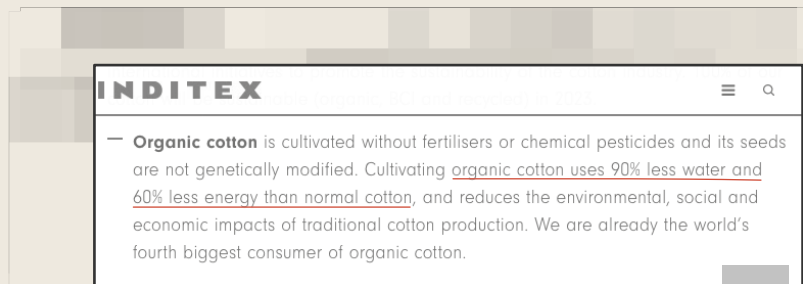 INDITEX
— Organic cotton is cultivated without fertilisers or chemical pesticides and its seeds
are not genetically modified. Cultivating organic cotton uses 90% less water and
60% less energy than normal cotton, and reduces the environmental, social and
economic impacts of traditional cotton production. We are already the world's
fourth biggest consumer of organic cotton.